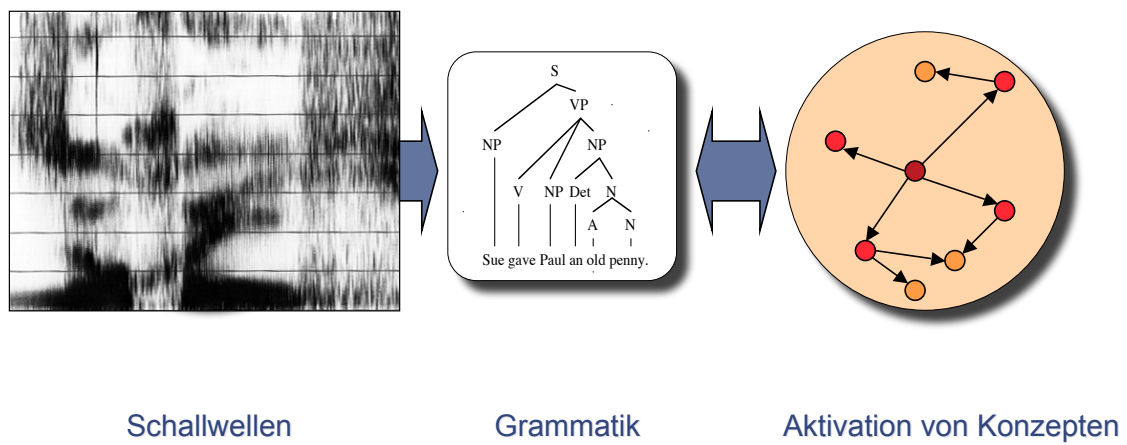 S
VP
NP
NP
V
NP
Det
N
A
N
Sue gave Paul an old penny.
Schallwellen
Grammatik
Aktivation von Konzepten